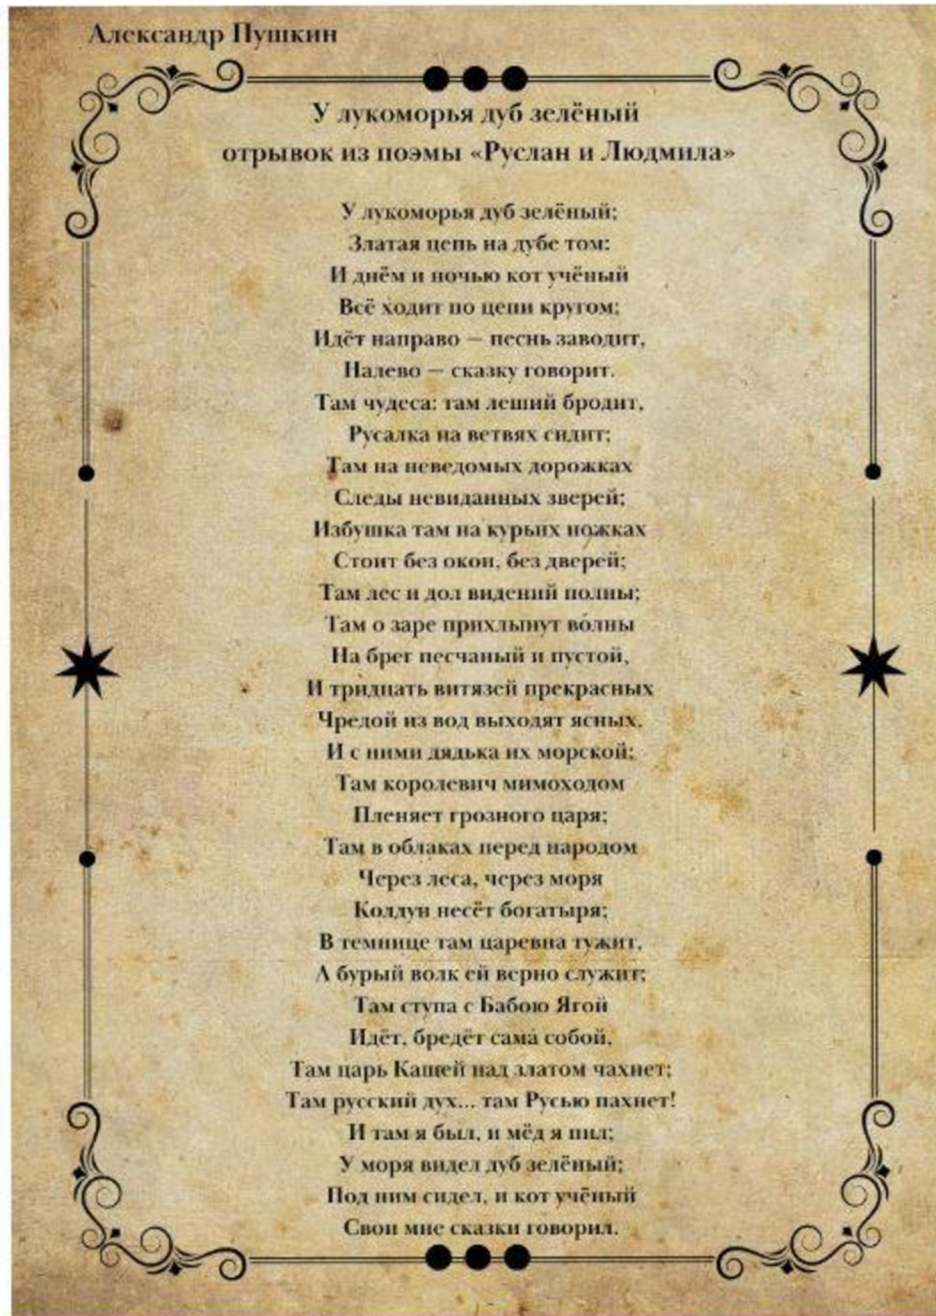 Александр Пушкин
У лукоморья дуб зелёный
отрывок из поэмы «Руслан и Людмила»
У лукоморья дуб зелёный;
Златая цепь на дубе том:
И днём и ночью кот учёный
Всё ходит по цепи кругом;
Идёт направо — песнь заводит,
Налево — сказку говорит.
Там чудеса: там леший бродит,
Русалка на ветвях сидит;
Там на неведомых дорожках
Следы невиданных зверей;
Избушка там на курьих ножках
Стоит без окон, без дверей;
Там лес и дол видений полны;
Там о заре прихлынут во́лны
На брег песчаный и пустой,
И тридцать витязей прекрасных
Чредой из вод выходят ясных,
И с ними дядька их морской;
Там королевич мимоходом
Пленяет грозного царя;
Там в облаках перед народом
Через леса, через моря
Колдун несёт богатыря;
В темнице там царевна тужит,
А бурый волк ей верно служит;
Там ступа с Бабою Ягой
Идёт, бредёт сама собой,
Там царь Кащей над златом чахнет;
Там русский дух... там Русью пахнет!
И там я был, и мёд я пил;
У моря видел дуб зелёный;
Под ним сидел, и кот учёный
Свои мне сказки говорил.